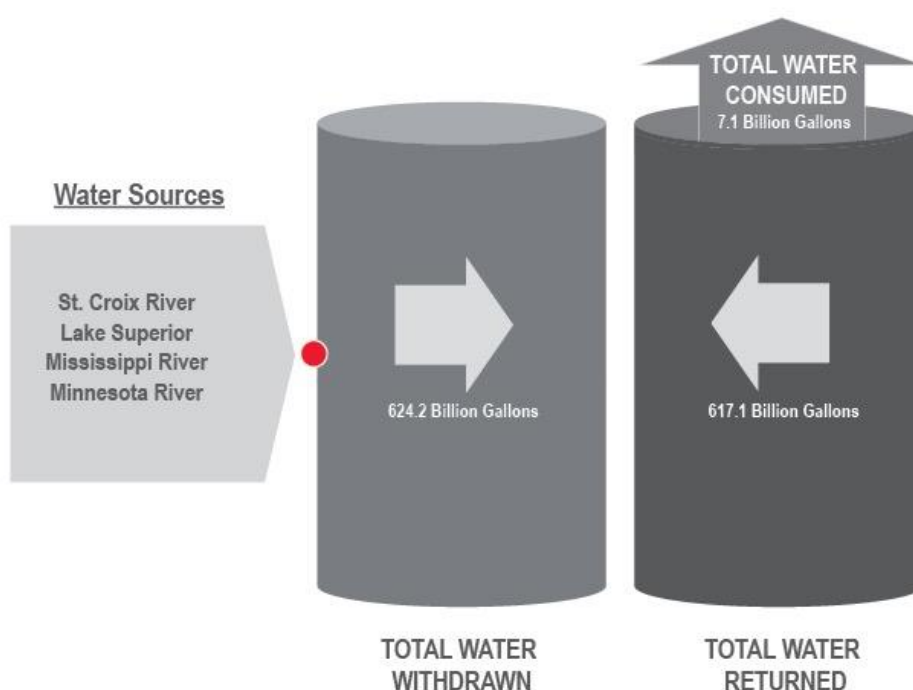 TOTAL WATER
CONSUMED
7.1 Billion Gallons
Water Sources
St. Croix River
Lake Superior
Mississippi River
Minnesota River
624.2 Billion Gallons
617.1 Billion Gallons
TOTAL WATER
WITHDRAWN
TOTAL WATER
RETURNED